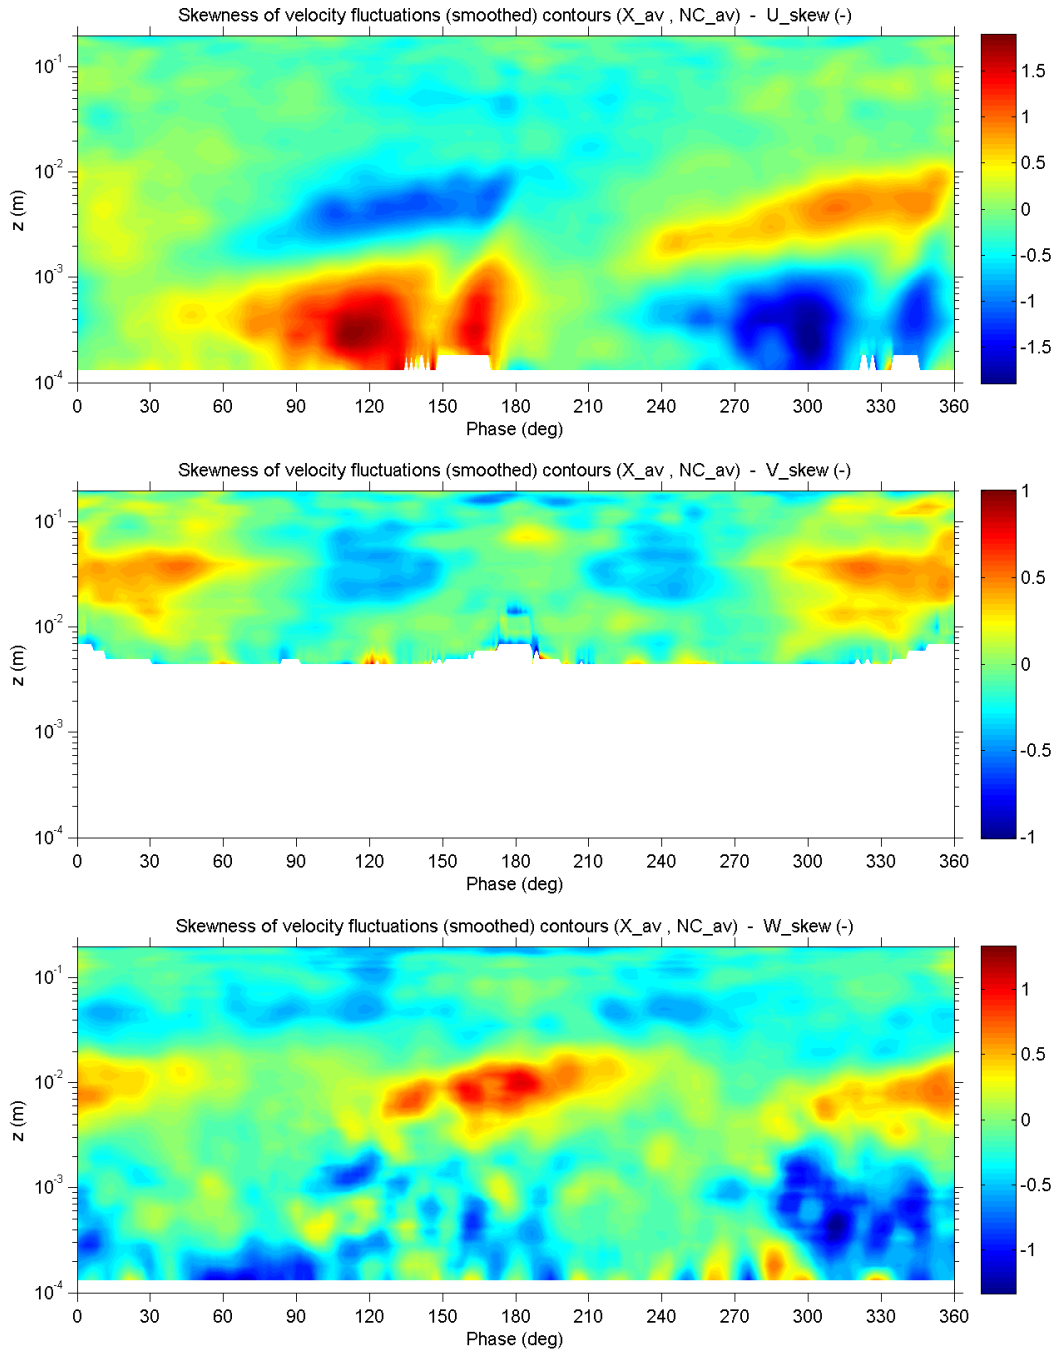 Skewness of velocity fluctuations (smoothed) contours (X_av , NC_av) - U_skew (-)
10^-1
10^-2
10^-3
10^-4
z (m)
0 30 60 90 120 150 180 210 240 270 300 330 360
Phase (deg)
1.5
1
0.5
0
-0.5
-1
-1.5
Skewness of velocity fluctuations (smoothed) contours (X_av , NC_av) - V_skew (-)
10^-1
10^-2
10^-3
10^-4
z (m)
0 30 60 90 120 150 180 210 240 270 300 330 360
Phase (deg)
1
0.5
0
-0.5
-1
Skewness of velocity fluctuations (smoothed) contours (X_av , NC_av) - W_skew (-)
10^-1
10^-2
10^-3
10^-4
z (m)
0 30 60 90 120 150 180 210 240 270 300 330 360
Phase (deg)
1
0.5
0
-0.5
-1